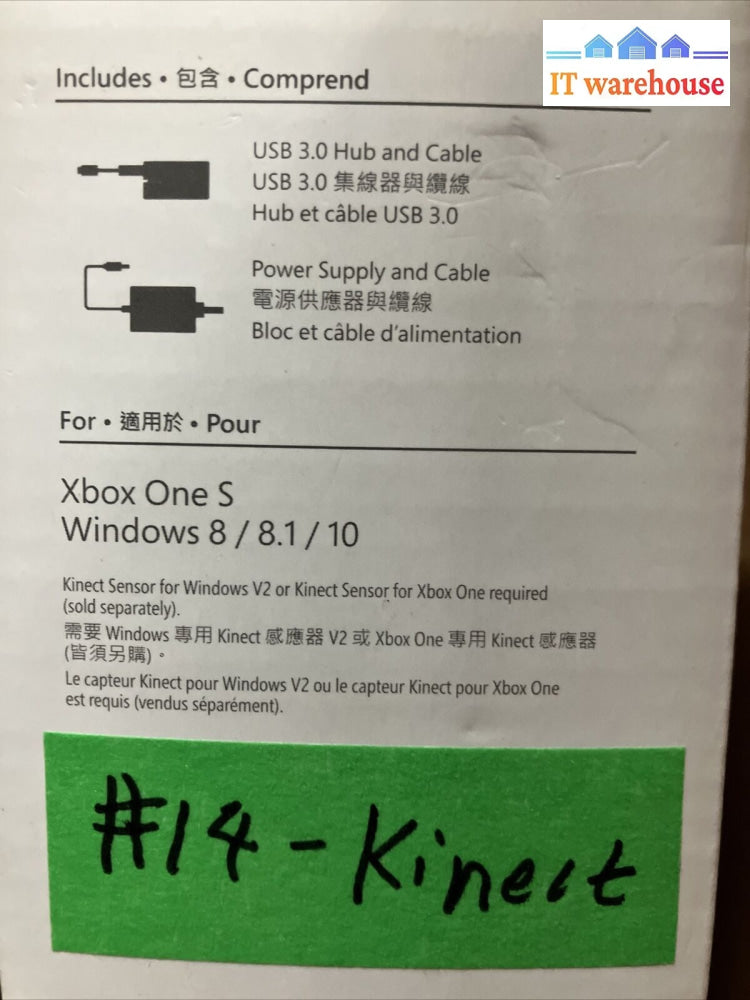 IT warehouse
Includes • 包含 • Comprend
USB 3.0 Hub and Cable
USB 3.0 集線器與纜線
Hub et câble USB 3.0
Power Supply and Cable
電源供應器與纜線
Bloc et câble d'alimentation
For • 適用於 • Pour
Xbox One S
Windows 8 / 8.1 / 10
Kinect Sensor for Windows V2 or Kinect Sensor for Xbox One required
(sold separately).
需要 Windows 專用 Kinect 感應器 V2 或 Xbox One 專用 Kinect 感應器
(皆須另購)。
Le capteur Kinect pour Windows V2 ou le capteur Kinect pour Xbox One
est requis (vendus séparément).
#14 - Kinect